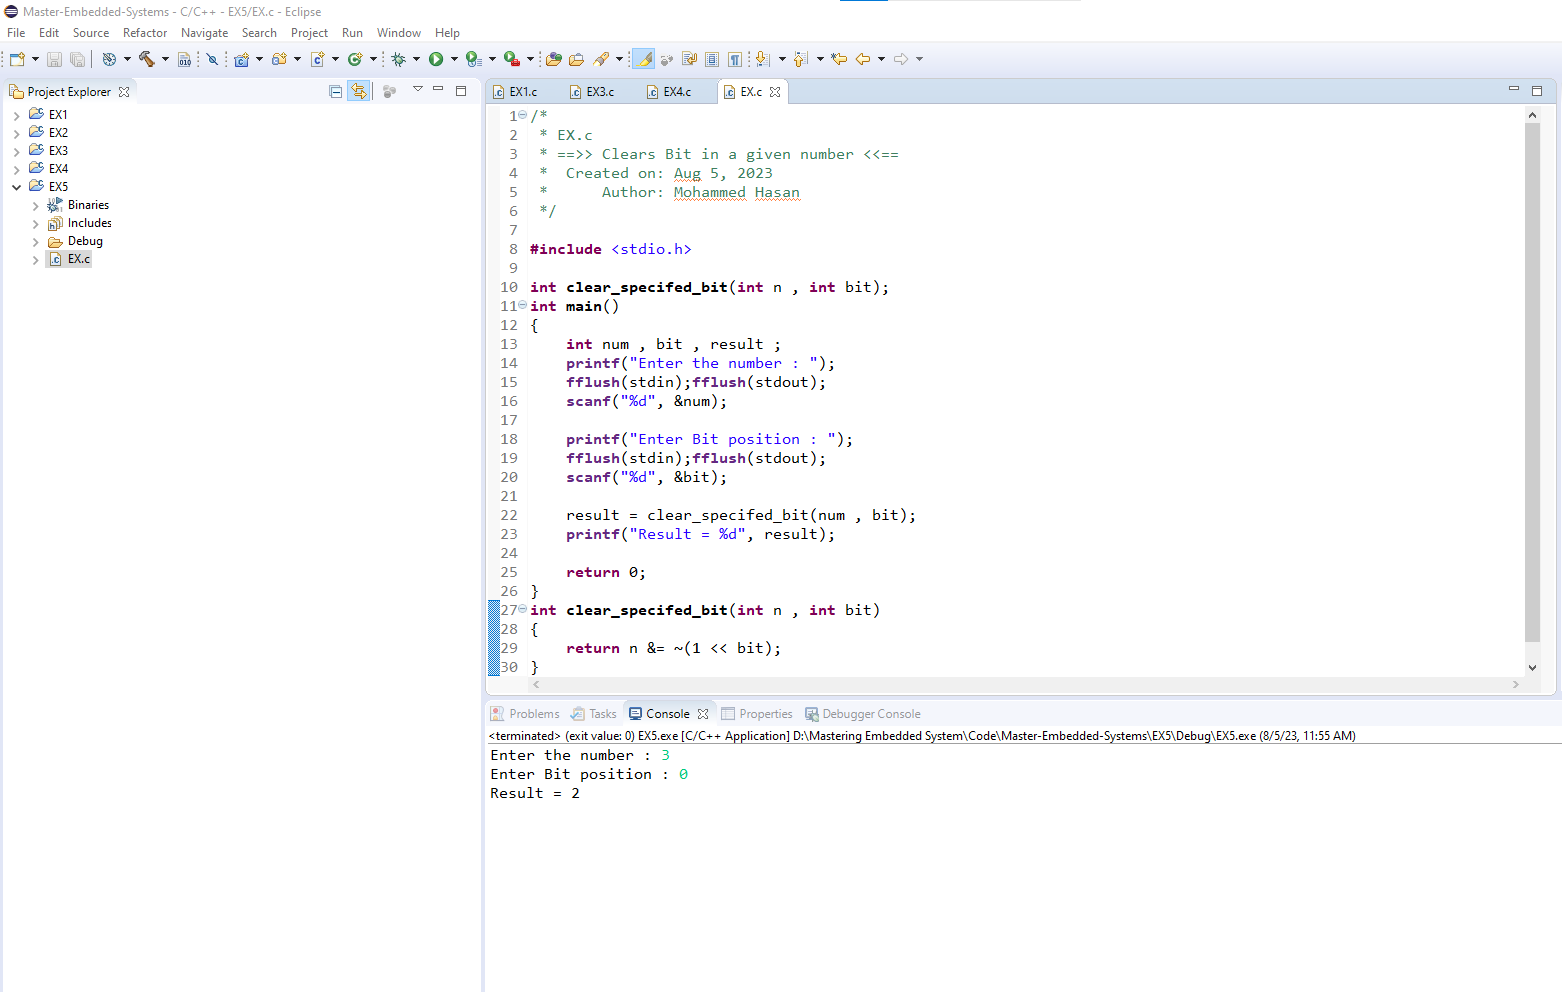 Master-Embedded-Systems - C/C++ - EX5/EX.c - Eclipse
File Edit Source Refactor Navigate Search Project Run Window Help
Project Explorer
EX1
EX2
EX3
EX4
EX5
Binaries
Includes
Debug
EX.c
EX1.c EX3.c EX4.c EX.c
1 /*
2  * EX.c
3  * ==>> Clears Bit in a given number <<==
4  *  Created on: Aug 5, 2023
5  *      Author: Mohammed Hasan
6  */
7
8 #include <stdio.h>
9
10 int clear_specifed_bit(int n , int bit);
11 int main()
12 {
13     int num , bit , result ;
14     printf("Enter the number : ");
15     fflush(stdin);fflush(stdout);
16     scanf("%d", &num);
17
18     printf("Enter Bit position : ");
19     fflush(stdin);fflush(stdout);
20     scanf("%d", &bit);
21
22     result = clear_specifed_bit(num , bit);
23     printf("Result = %d", result);
24
25     return 0;
26 }
27 int clear_specifed_bit(int n , int bit)
28 {
29     return n &= ~(1 << bit);
30 }
Problems Tasks Console Properties Debugger Console
<terminated> (exit value: 0) EX5.exe [C/C++ Application] D:\Mastering Embedded System\Code\Master-Embedded-Systems\EX5\Debug\EX5.exe (8/5/23, 11:55 AM)
Enter the number : 3
Enter Bit position : 0
Result = 2